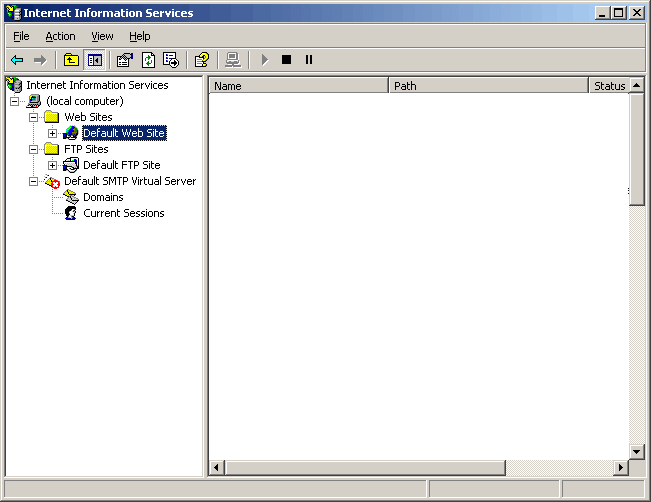 Internet Information Services
File Action View Help
Internet Information Services
(local computer)
Web Sites
Default Web Site
FTP Sites
Default FTP Site
Default SMTP Virtual Server
Domains
Current Sessions
Name Path Status